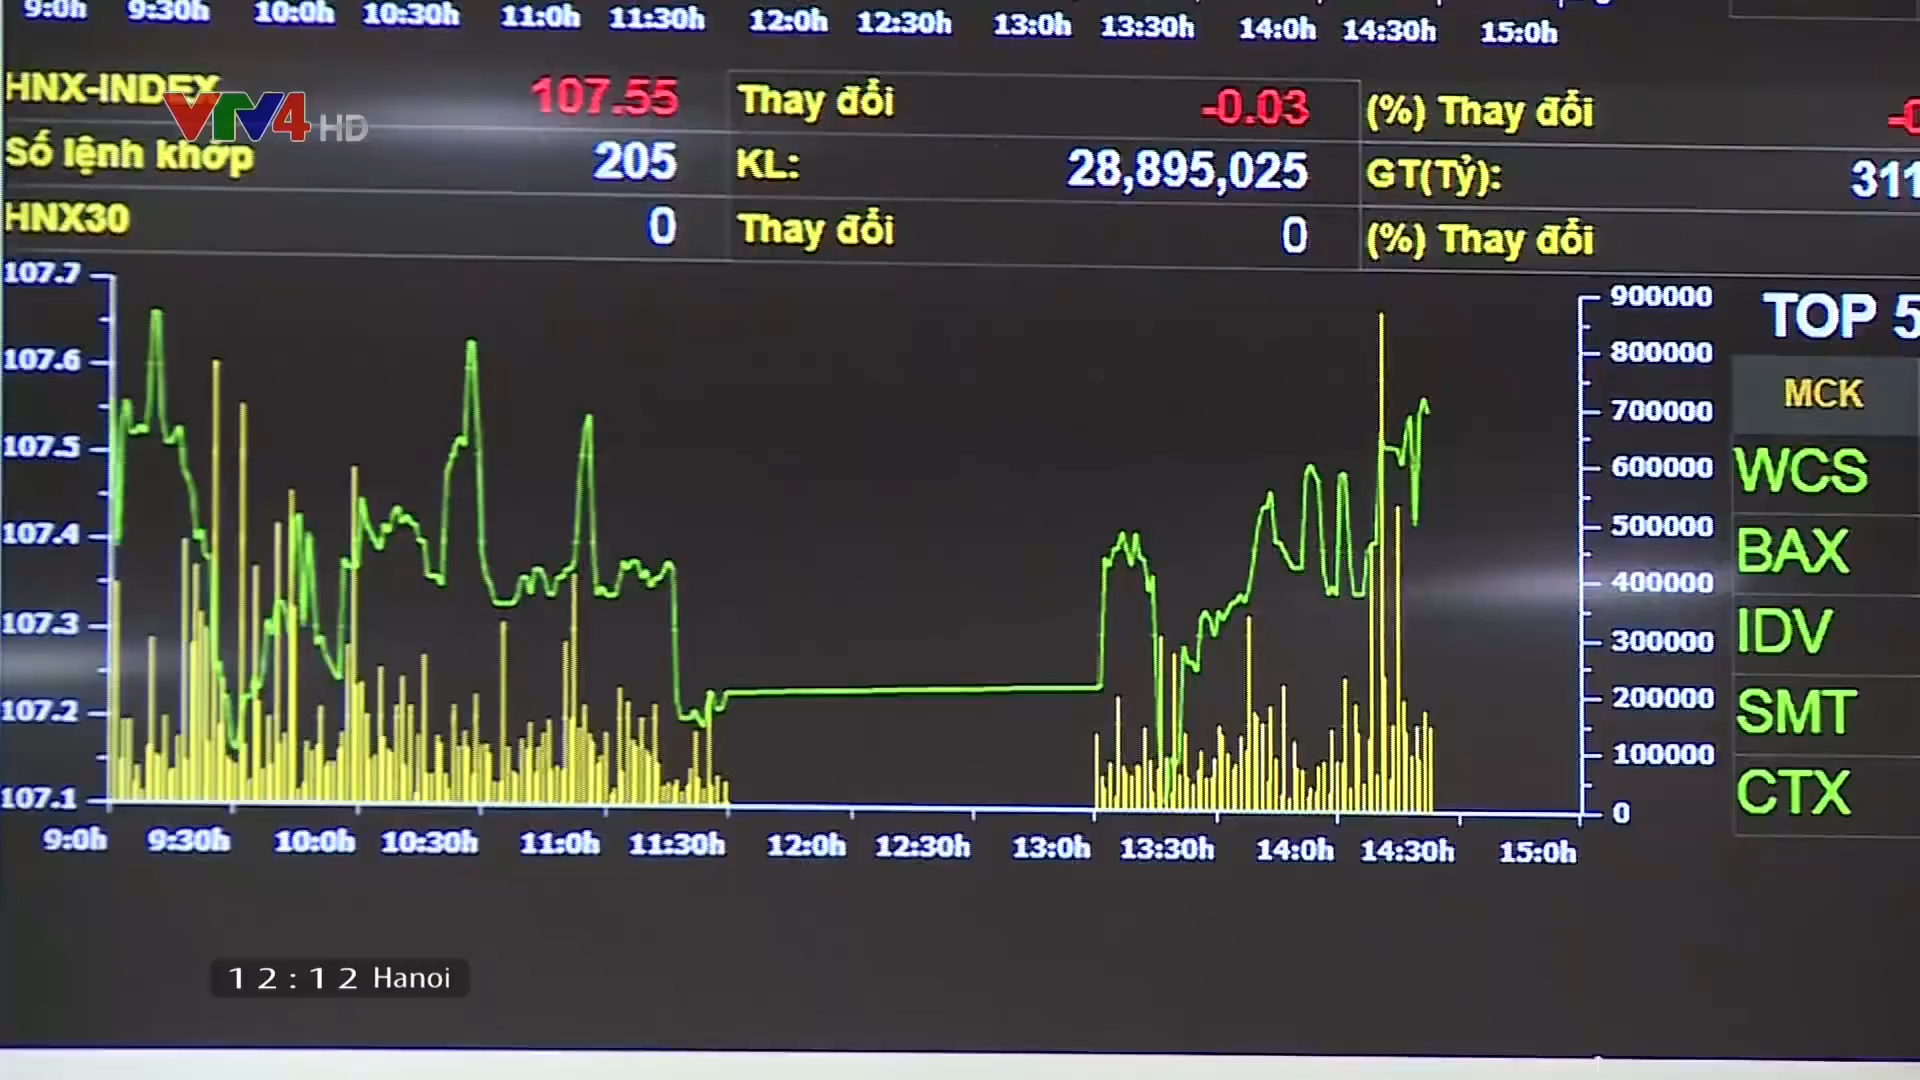 9:0h 9:30h 10:0h 10:30h 11:0h 11:30h 12:0h 12:30h 13:0h 13:30h 14:0h 14:30h 15:0h
HNX-INDEX 107.55 Thay đổi -0.03 (%) Thay đổi
VTV4 HD
Số lệnh khớp 205 KL: 28,895,025 GT(Tỷ): 311
HNX30 0 Thay đổi 0 (%) Thay đổi
107.7
107.6
107.5
107.4
107.3
107.2
107.1
900000
800000
700000
600000
500000
400000
300000
200000
100000
0
9:0h 9:30h 10:0h 10:30h 11:0h 11:30h 12:0h 12:30h 13:0h 13:30h 14:0h 14:30h 15:0h
TOP 5
MCK
WCS
BAX
IDV
SMT
CTX
12:12 Hanoi